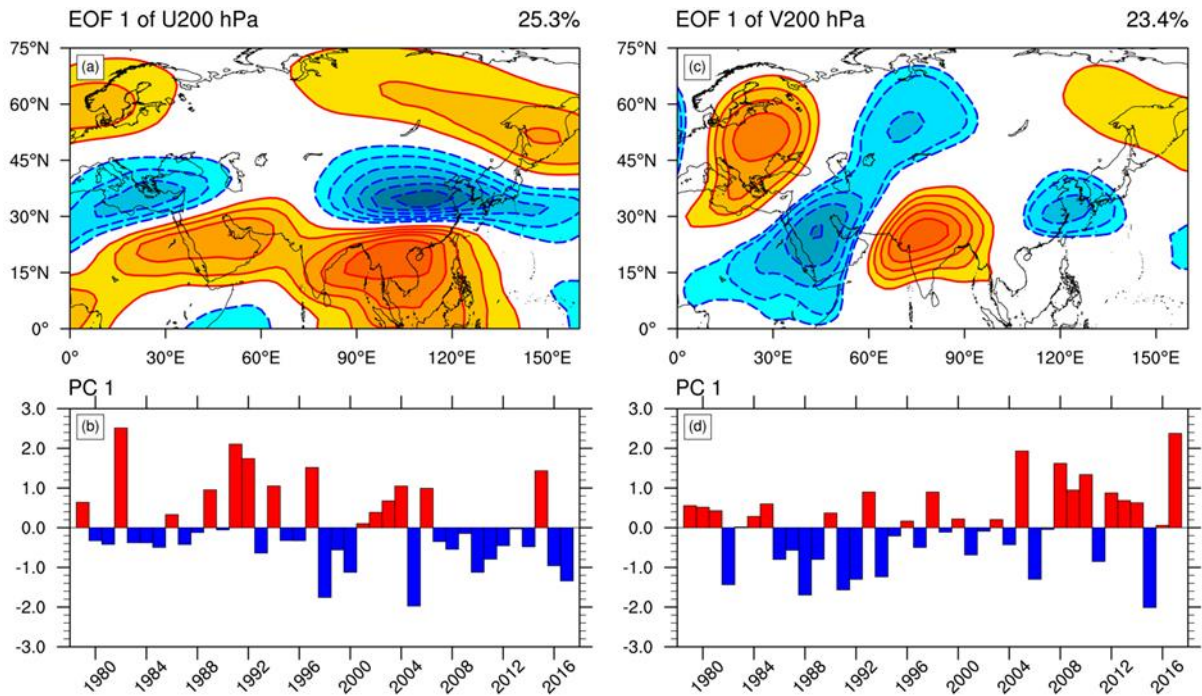 EOF 1 of U200 hPa 25.3%
75°N
(a)
60°N
45°N
30°N
15°N
0°
0° 30°E 60°E 90°E 120°E 150°E
PC 1
3.0
(b)
2.0
1.0
0.0
-1.0
-2.0
-3.0
1980 1984 1988 1992 1996 2000 2004 2008 2012 2016
EOF 1 of V200 hPa 23.4%
75°N
(c)
60°N
45°N
30°N
15°N
0°
0° 30°E 60°E 90°E 120°E 150°E
PC 1
3.0
(d)
2.0
1.0
0.0
-1.0
-2.0
-3.0
1980 1984 1988 1992 1996 2000 2004 2008 2012 2016